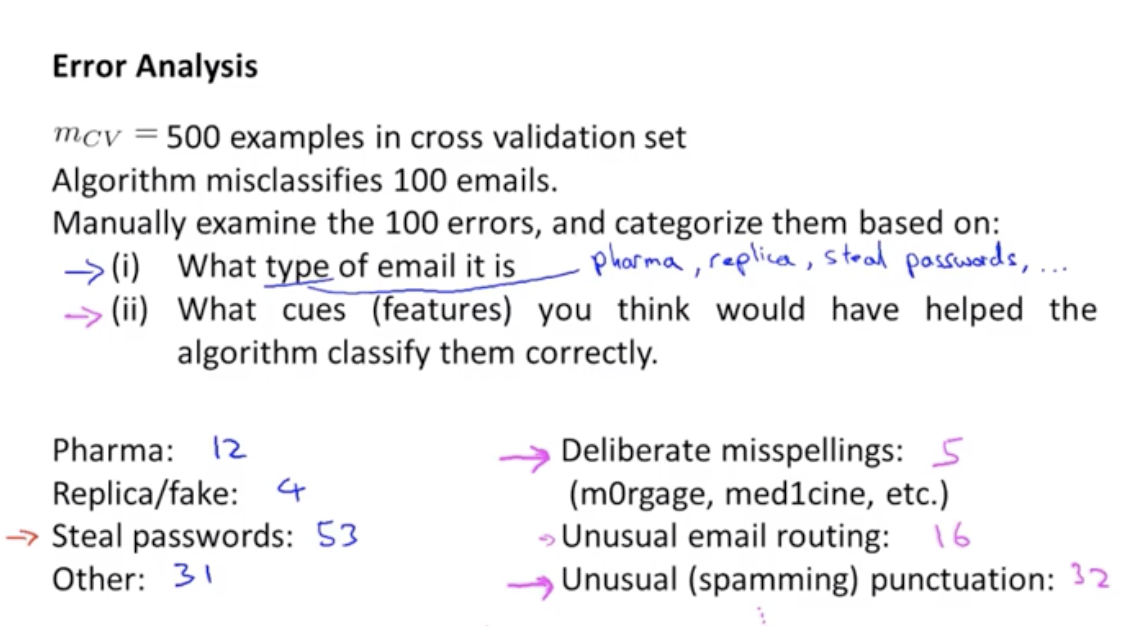 Error Analysis
m_CV = 500 examples in cross validation set
Algorithm misclassifies 100 emails.
Manually examine the 100 errors, and categorize them based on:
→ (i) What type of email it is pharma, replica, steal passwords, ...
→ (ii) What cues (features) you think would have helped the
algorithm classify them correctly.
Pharma: 12
Replica/fake: 4
→ Steal passwords: 53
Other: 31
→ Deliberate misspellings: 5
(m0rgage, med1cine, etc.)
→ Unusual email routing: 16
→ Unusual (spamming) punctuation: 32
⋮